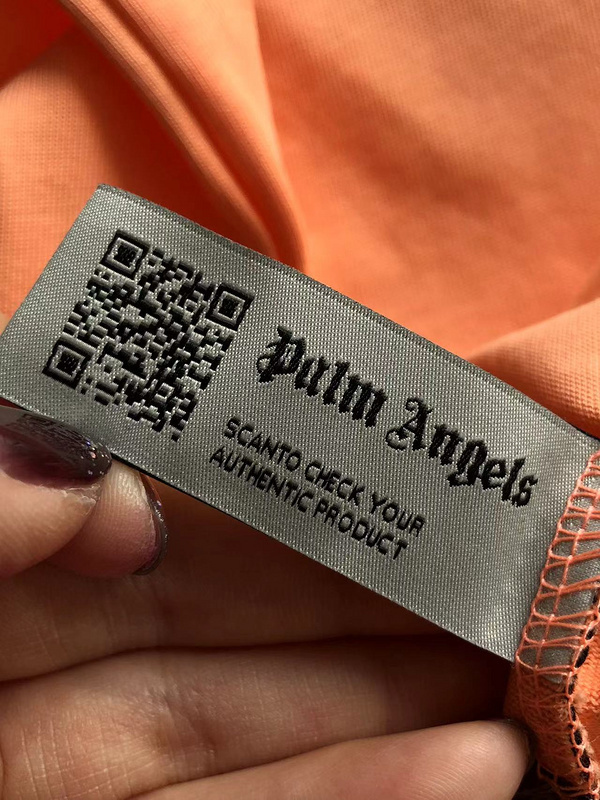 Palm Angels
SCANTO CHECK YOUR
AUTHENTIC PRODUCT